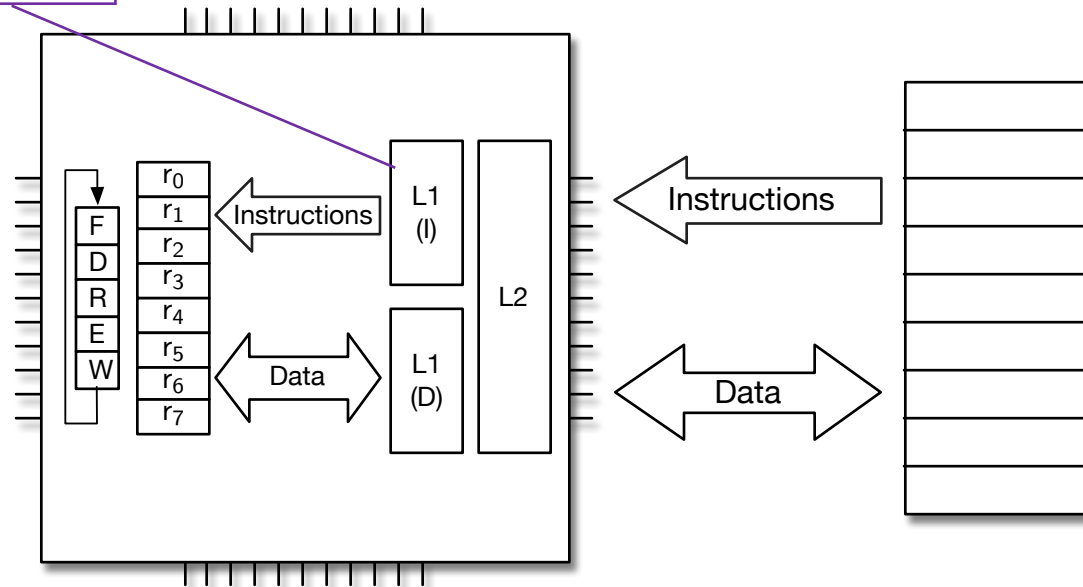 F
D
R
E
W
r₀
r₁
r₂
r₃
r₄
r₅
r₆
r₇
Instructions
Data
L1
(I)
L1
(D)
L2
Instructions
Data